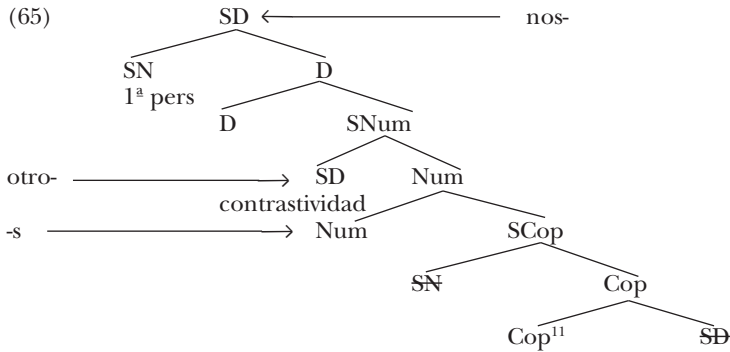 (65) SD nos-
SN D
1ª pers
D SNum
otro- SD Num
contrastividad
-s Num SCop
SN Cop
Cop11 SD